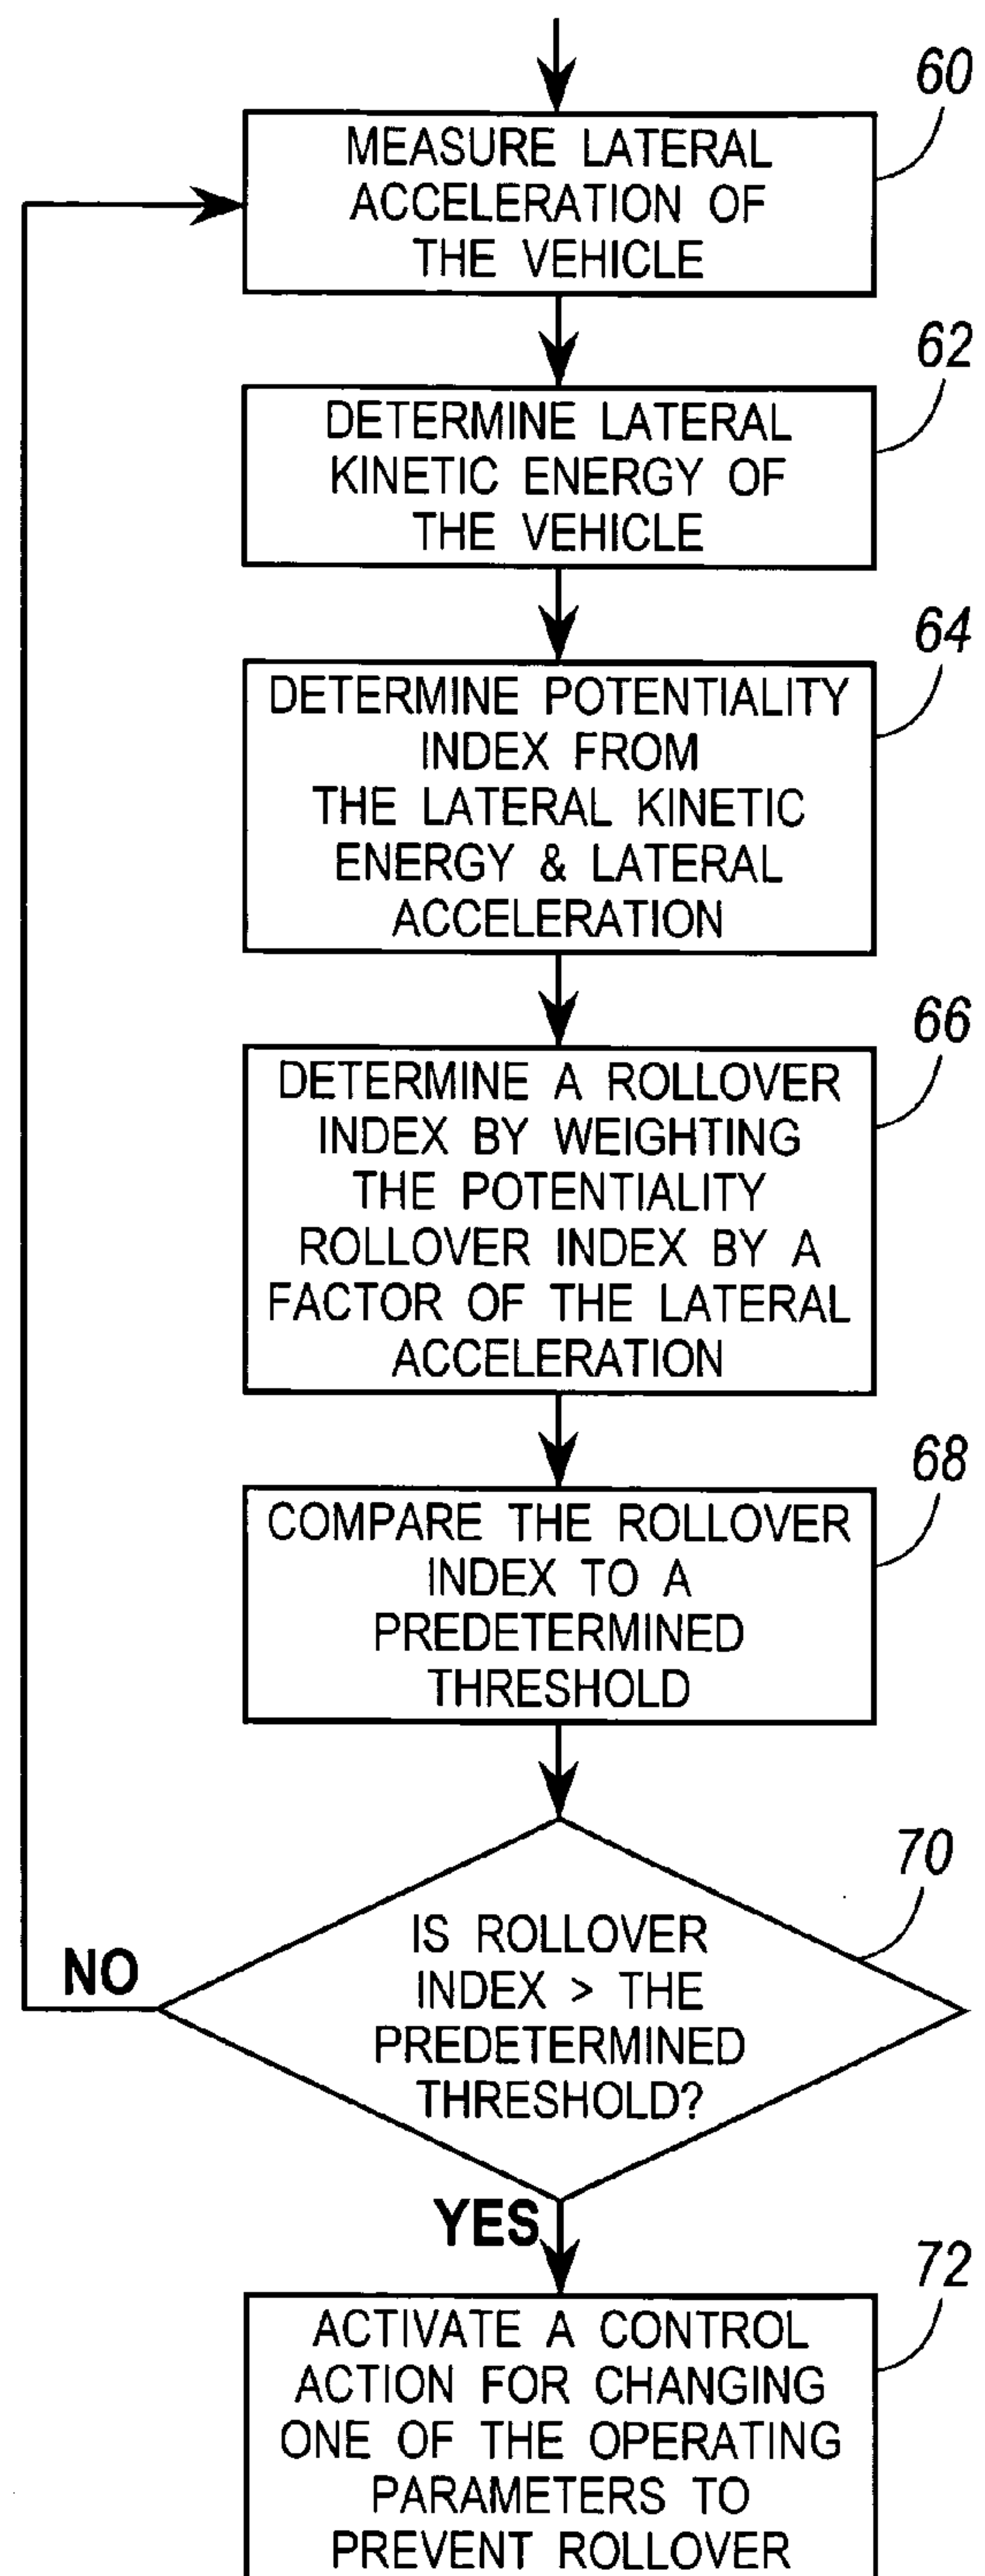 60
MEASURE LATERAL
ACCELERATION OF
THE VEHICLE
62
DETERMINE LATERAL
KINETIC ENERGY OF
THE VEHICLE
64
DETERMINE POTENTIALITY
INDEX FROM
THE LATERAL KINETIC
ENERGY & LATERAL
ACCELERATION
66
DETERMINE A ROLLOVER
INDEX BY WEIGHTING
THE POTENTIALITY
ROLLOVER INDEX BY A
FACTOR OF THE LATERAL
ACCELERATION
68
COMPARE THE ROLLOVER
INDEX TO A
PREDETERMINED
THRESHOLD
70
IS ROLLOVER
INDEX > THE
PREDETERMINED
THRESHOLD?
NO
YES
72
ACTIVATE A CONTROL
ACTION FOR CHANGING
ONE OF THE OPERATING
PARAMETERS TO
PREVENT ROLLOVER